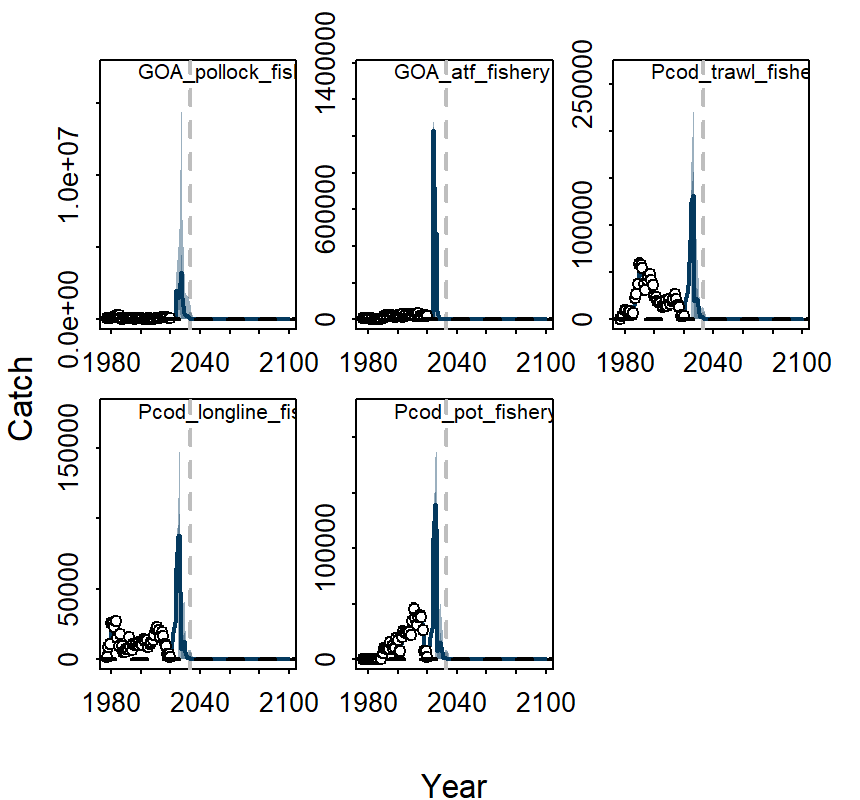 GOA_pollock_fisl
GOA_atf_fishery
Pcod_trawl_fishe
0.0e+00
1.0e+07
0
600000
1400000
0
100000
250000
1980
2040
2100
1980
2040
2100
1980
2040
2100
Catch
Pcod_longline_fis
Pcod_pot_fishery
0
50000
150000
0
100000
1980
2040
2100
1980
2040
2100
Year